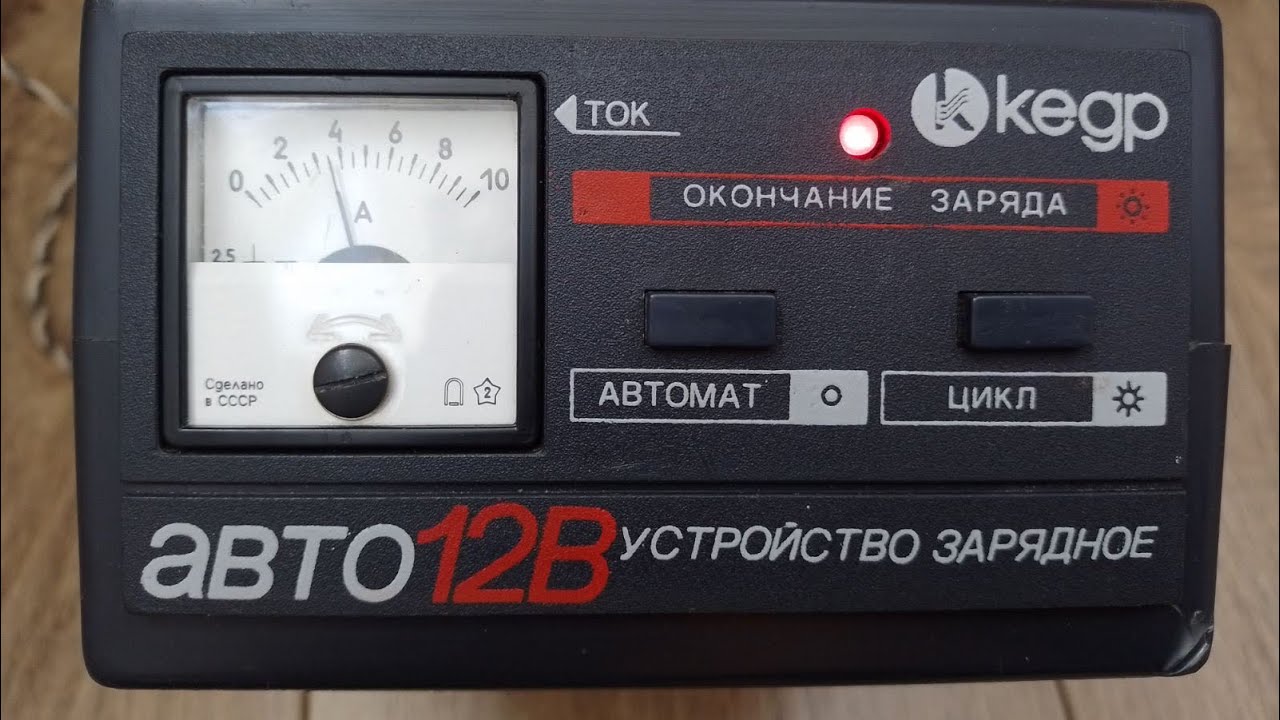 0 2 4 6 8 10
А
2.5
Сделано
в СССР
2
ТОК
кедр
ОКОНЧАНИЕ ЗАРЯДА
АВТОМАТ
ЦИКЛ
авто12В УСТРОЙСТВО ЗАРЯДНОЕ